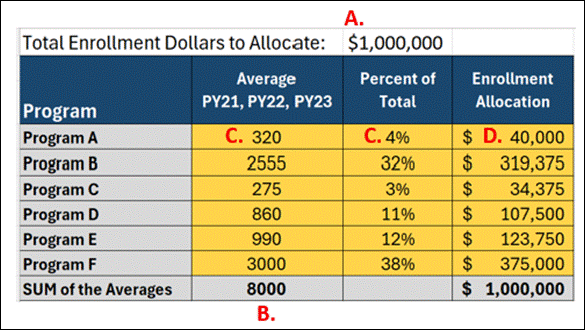 A.
Total Enrollment Dollars to Allocate: $1,000,000
Program Average PY21, PY22, PY23 Percent of Total Enrollment Allocation
Program A C. 320 C. 4% $ D. 40,000
Program B 2555 32% $ 319,375
Program C 275 3% $ 34,375
Program D 860 11% $ 107,500
Program E 990 12% $ 123,750
Program F 3000 38% $ 375,000
SUM of the Averages 8000 $ 1,000,000
B.